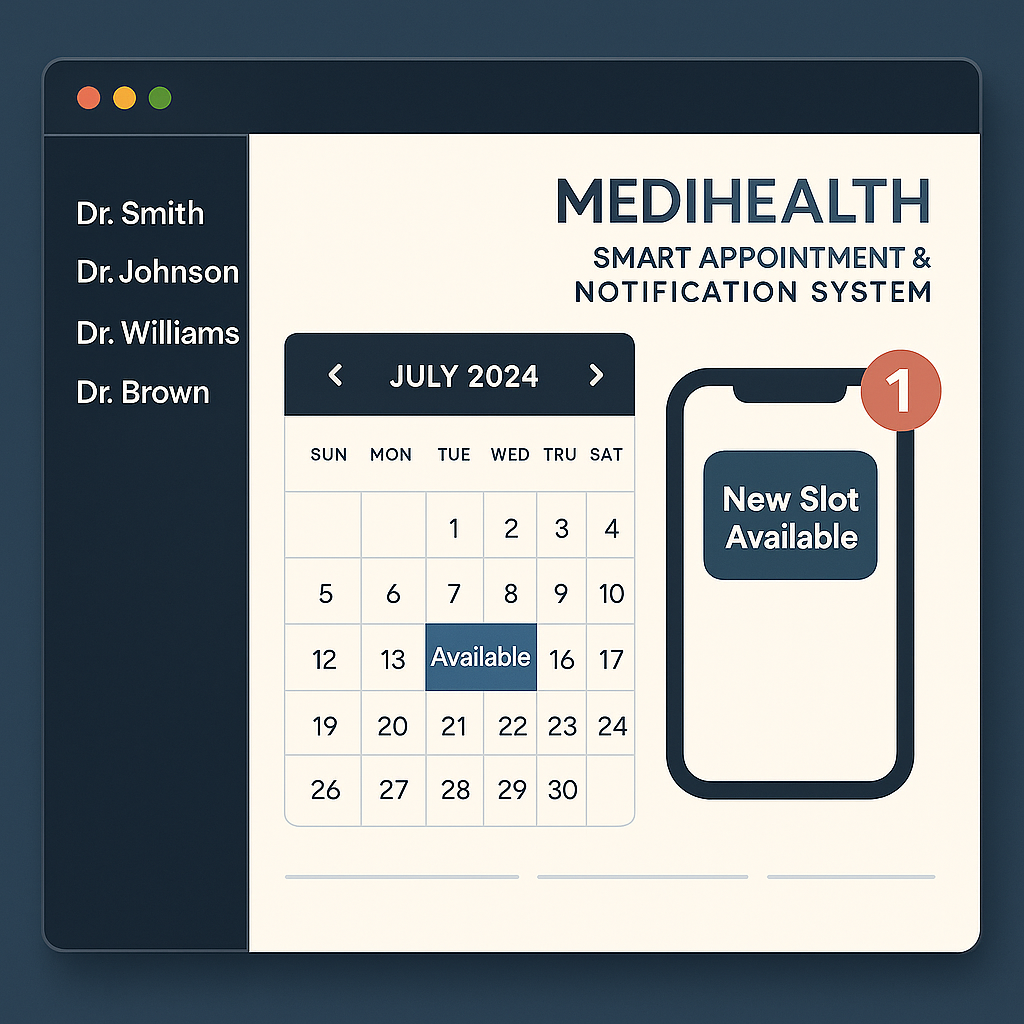 Dr. Smith
Dr. Johnson
Dr. Williams
Dr. Brown
MEDIHEALTH
SMART APPOINTMENT &
NOTIFICATION SYSTEM
JULY 2024
SUN MON TUE WED TRU SAT
1 2 3 4
5 6 7 8 9 10
12 13 Available 16 17
19 20 21 22 23 24
26 27 28 29 30
1
New Slot
Available